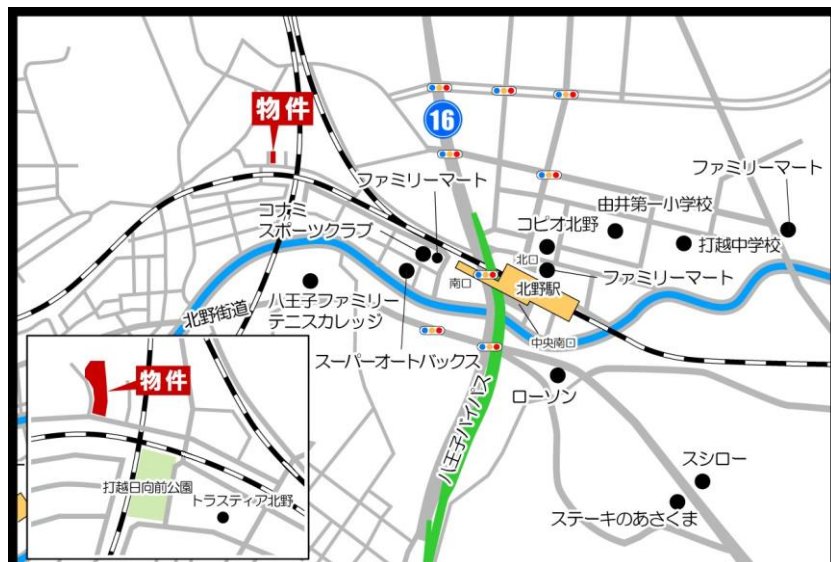 16
物件
ファミリーマート
ファミリーマート
コナミ
スポーツクラブ
由井第一小学校
コピオ北野
打越中学校
北口
ファミリーマート
南口
北野駅
北野街道
八王子ファミリー
テニスカレッジ
中央南口
スーパーオートバックス
ローソン
八王子バイパス
スシロー
ステーキのあさくま
物件
打越日向前公園
トラスティア北野